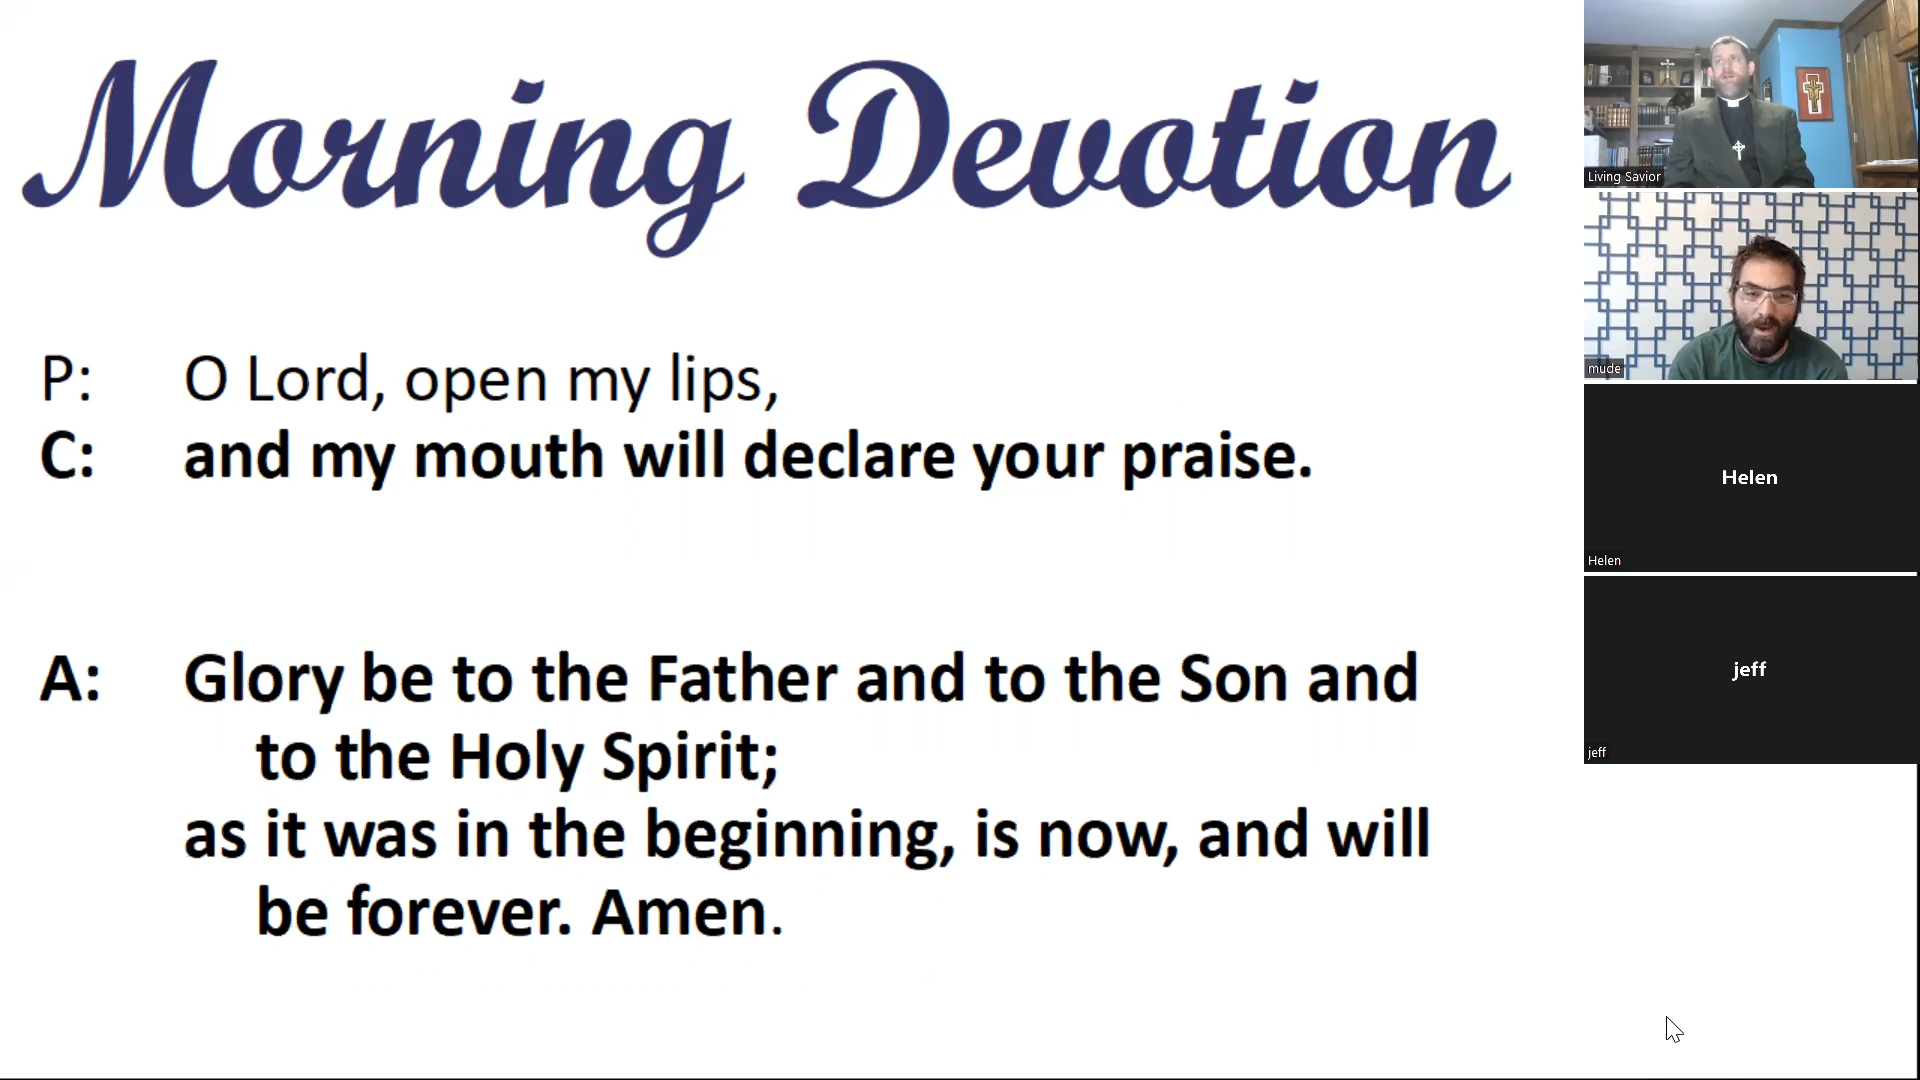 Morning Devotion
P: O Lord, open my lips,
C: and my mouth will declare your praise.
A: Glory be to the Father and to the Son and
to the Holy Spirit;
as it was in the beginning, is now, and will
be forever. Amen.
Living Savior
mude
Helen
Helen
jeff
jeff